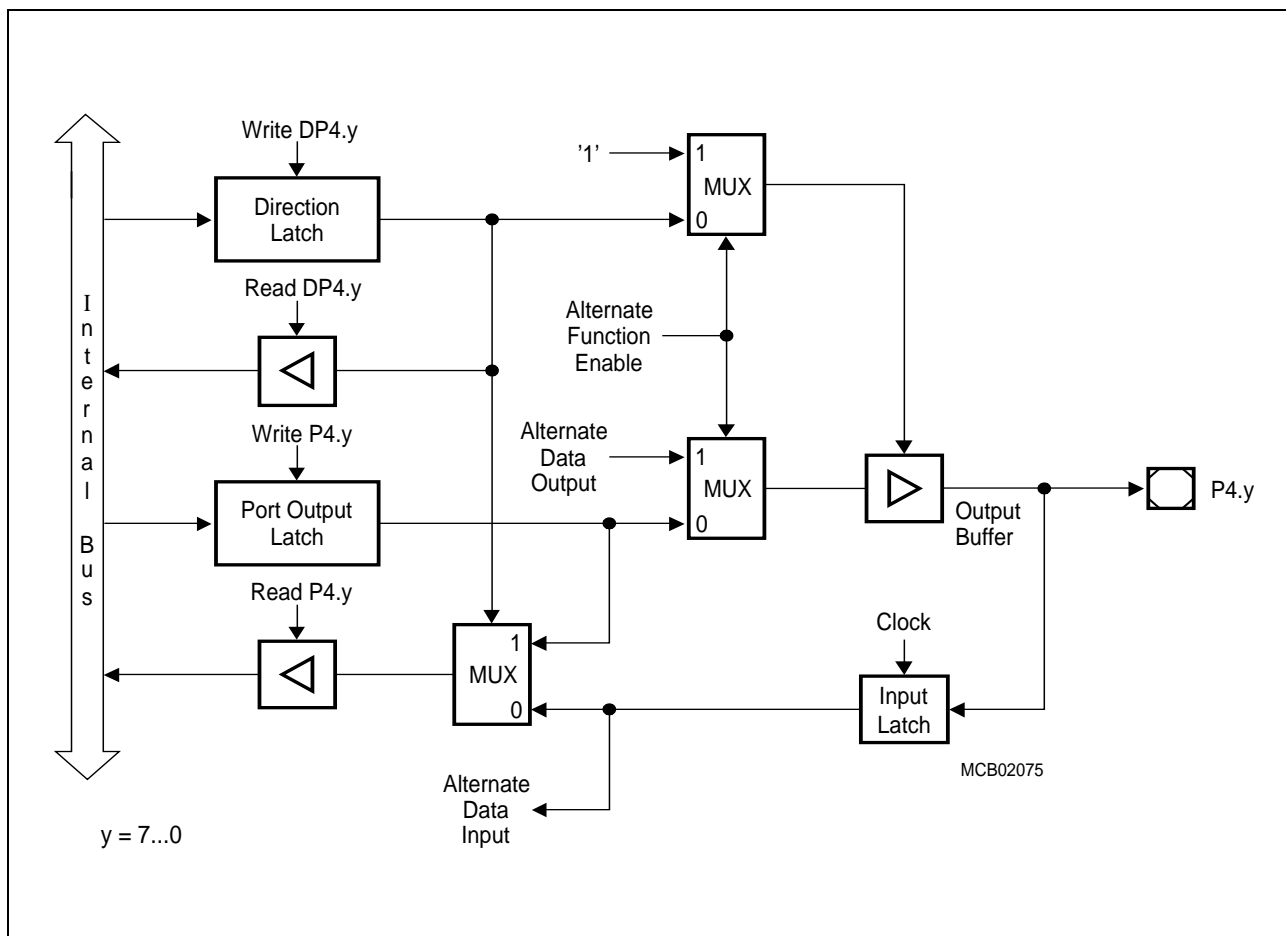 Write DP4.y
Direction
Latch
Read DP4.y
Write P4.y
Port Output
Latch
Read P4.y
Internal Bus
'1'
1
MUX
0
Alternate
Function
Enable
Alternate
Data
Output
1
MUX
0
Output
Buffer
P4.y
1
MUX
0
Clock
Input
Latch
Alternate
Data
Input
MCB02075
y = 7...0